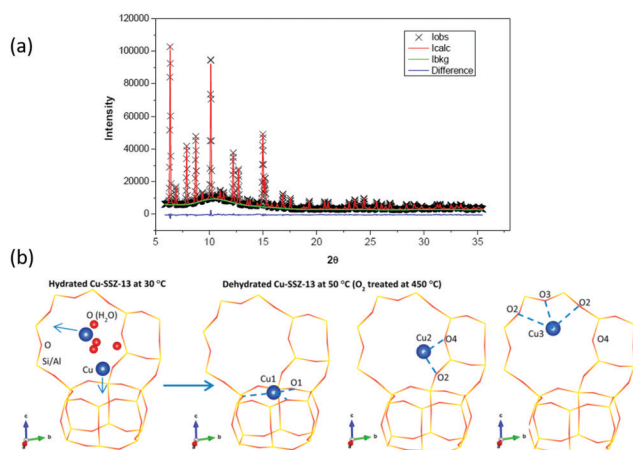 (a)
120000
100000
80000
60000
40000
20000
0
Intensity
5 10 15 20 25 30 35
2θ
Iobs
Icalc
Ibkg
Difference
(b)
Hydrated Cu-SSZ-13 at 30 °C
Dehydrated Cu-SSZ-13 at 50 °C (O2 treated at 450 °C)
O (H2O)
O
Si/Al
Cu
c
b
Cu1
O1
c
b
Cu2
O4
O2
c
b
O2
O3
O2
Cu3
O4
c
b